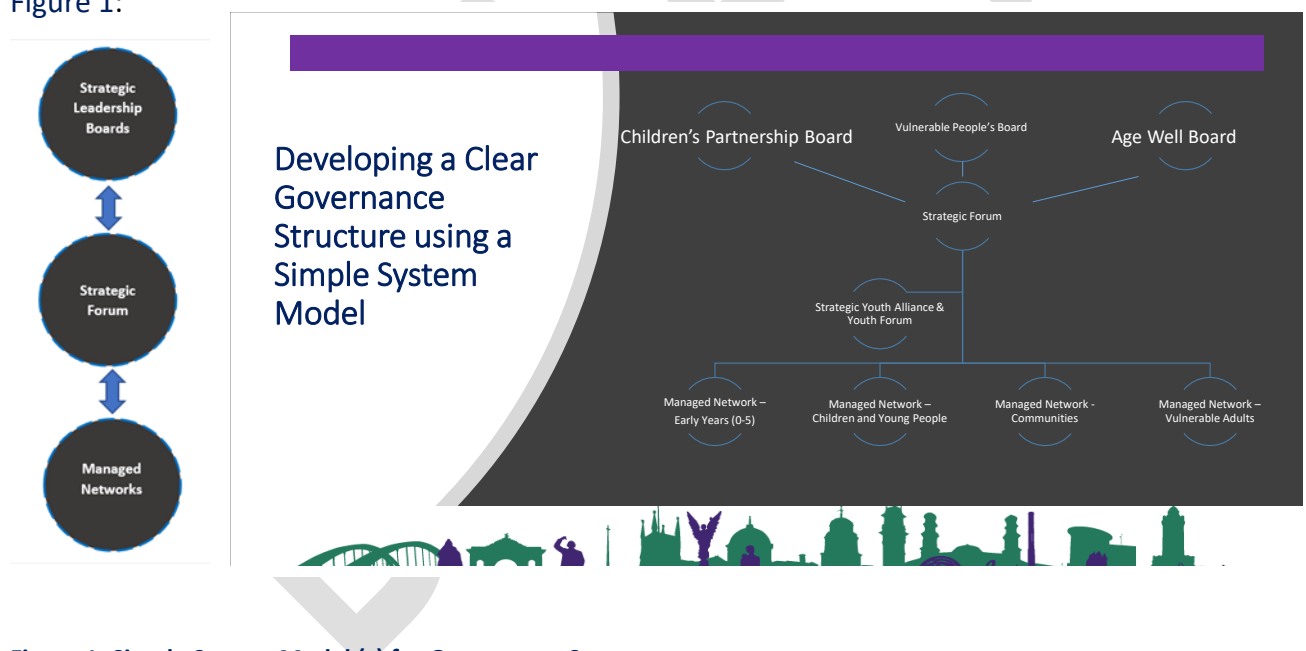 Figure 1:
Strategic
Leadership
Boards
Strategic
Forum
Managed
Networks
Developing a Clear
Governance
Structure using a
Simple System
Model
Children's Partnership Board
Vulnerable People's Board
Age Well Board
Strategic Forum
Strategic Youth Alliance &
Youth Forum
Managed Network –
Early Years (0-5)
Managed Network –
Children and Young People
Managed Network -
Communities
Managed Network –
Vulnerable Adults